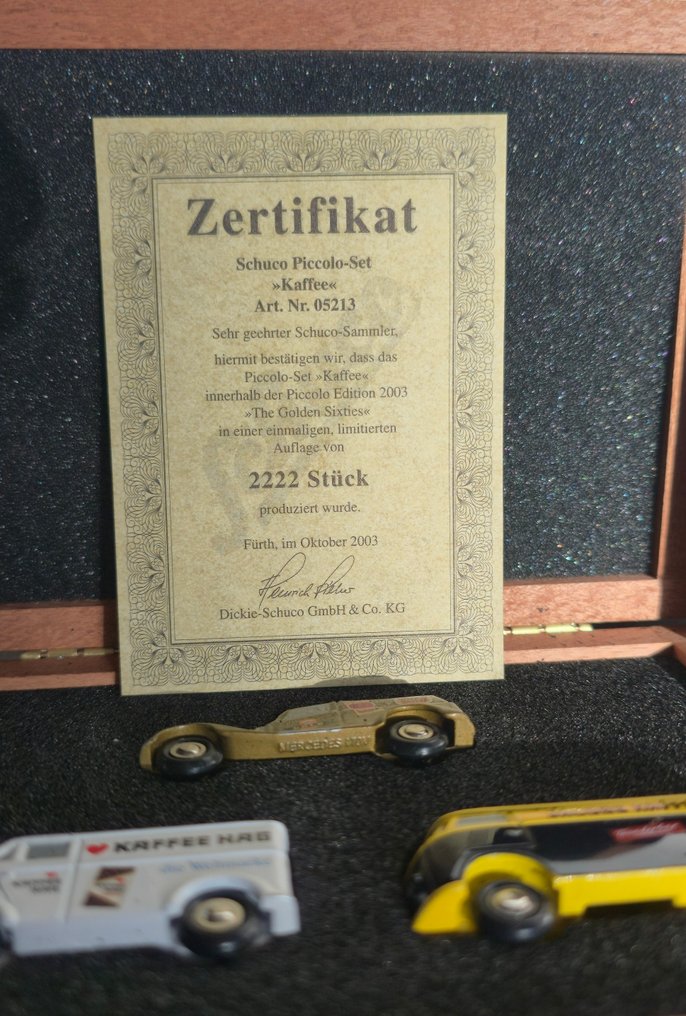 Zertifikat
Schuco Piccolo-Set
»Kaffee«
Art. Nr. 05213
Sehr geehrter Schuco-Sammler,
hiermit bestätigen wir, dass das
Piccolo-Set »Kaffee«
innerhalb der Piccolo Edition 2003
»The Golden Sixties«
in einer einmaligen, limitierten
Auflage von
2222 Stück
produziert wurde.
Fürth, im Oktober 2003
Dickie-Schuco GmbH & Co. KG
MERCEDES
KAFFEE HAG